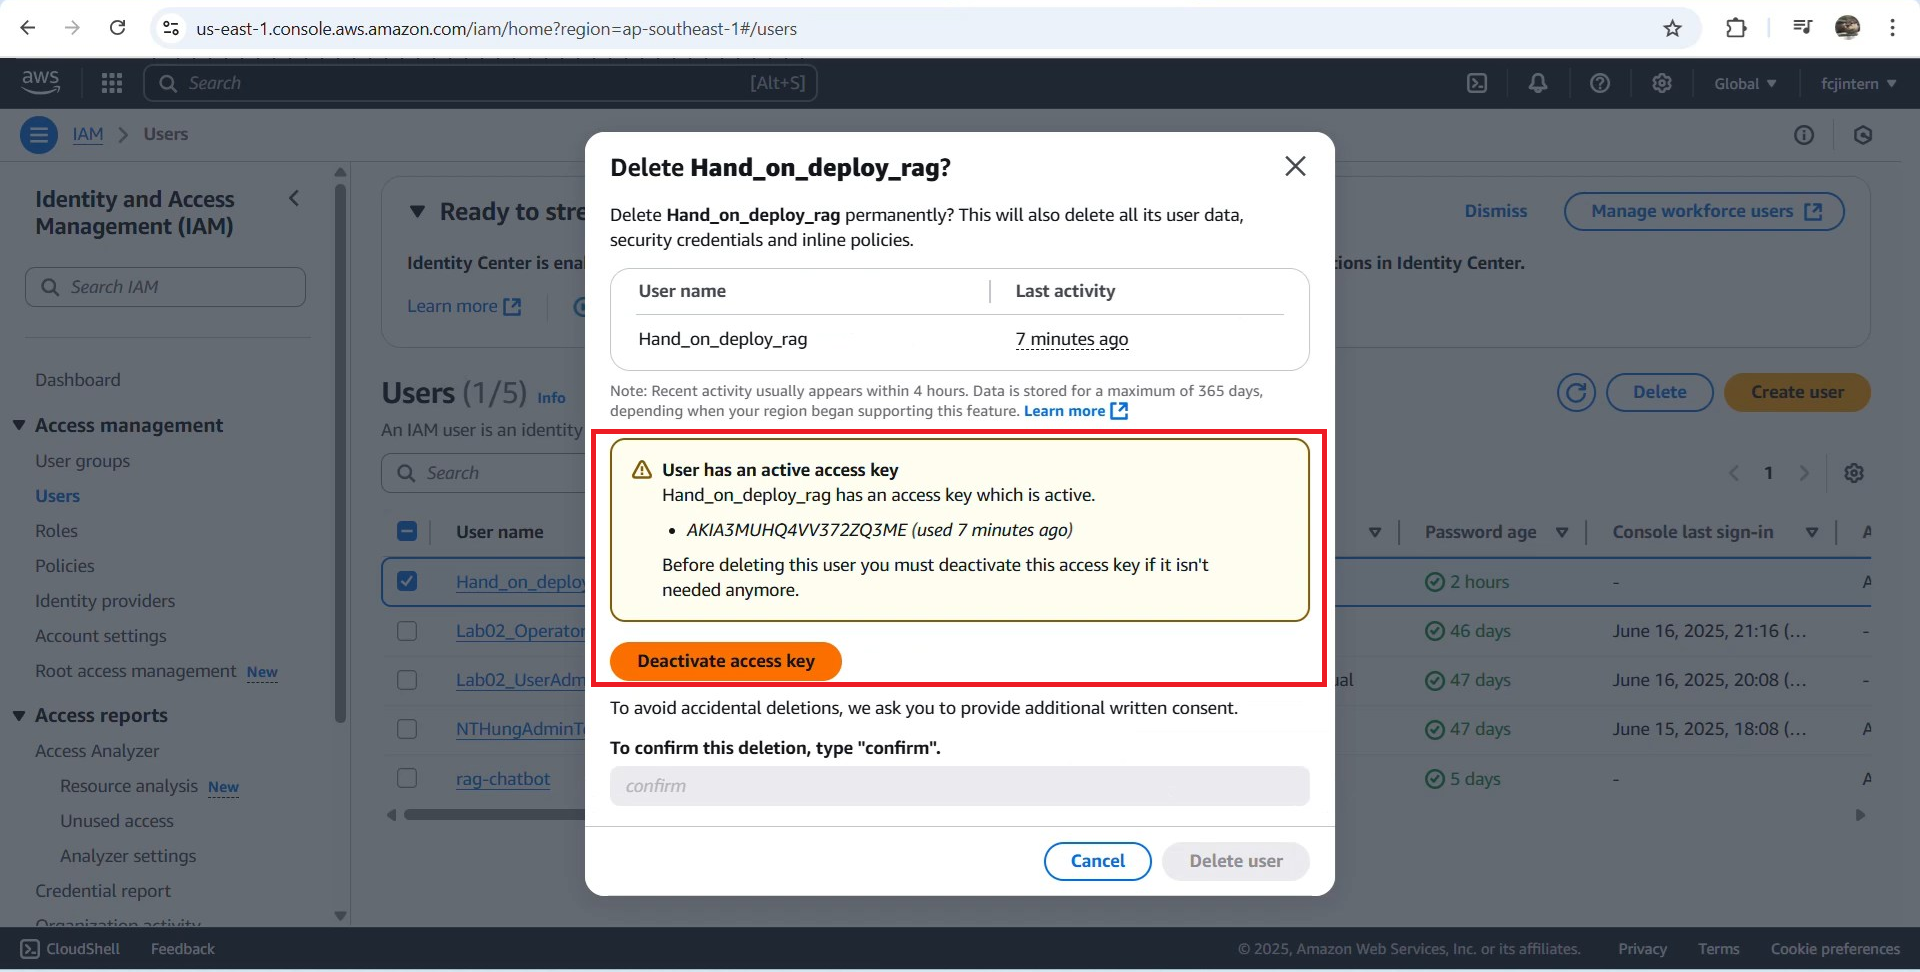 us-east-1.console.aws.amazon.com/iam/home?region=ap-southeast-1#/users
aws
Search
[Alt+S]
Global
fcjintern
IAM
Users
Identity and Access
Management (IAM)
Search IAM
Dashboard
Access management
User groups
Users
Roles
Policies
Identity providers
Account settings
Root access management New
Access reports
Access Analyzer
Resource analysis New
Unused access
Analyzer settings
Credential report
Organization activity
Ready to stre
Dismiss
Manage workforce users
Identity Center is ena
tions in Identity Center.
Learn more
Users (1/5) Info
Delete
Create user
An IAM user is an identity
Search
1
User name
Password age
Console last sign-in
A
Hand_on_deploy
2 hours
-
A
Lab02_Operator
46 days
June 16, 2025, 21:16 (...
-
Lab02_UserAdm
ual
47 days
June 16, 2025, 20:08 (...
-
NTHungAdminT
47 days
June 15, 2025, 18:08 (...
A
rag-chatbot
5 days
-
A
Delete Hand_on_deploy_rag?
Delete Hand_on_deploy_rag permanently? This will also delete all its user data,
security credentials and inline policies.
User name
Last activity
Hand_on_deploy_rag
7 minutes ago
Note: Recent activity usually appears within 4 hours. Data is stored for a maximum of 365 days,
depending when your region began supporting this feature. Learn more
User has an active access key
Hand_on_deploy_rag has an access key which is active.
• AKIA3MUHQ4VV372ZQ3ME (used 7 minutes ago)
Before deleting this user you must deactivate this access key if it isn't
needed anymore.
Deactivate access key
To avoid accidental deletions, we ask you to provide additional written consent.
To confirm this deletion, type "confirm".
confirm
Cancel
Delete user
CloudShell
Feedback
© 2025, Amazon Web Services, Inc. or its affiliates.
Privacy
Terms
Cookie preferences